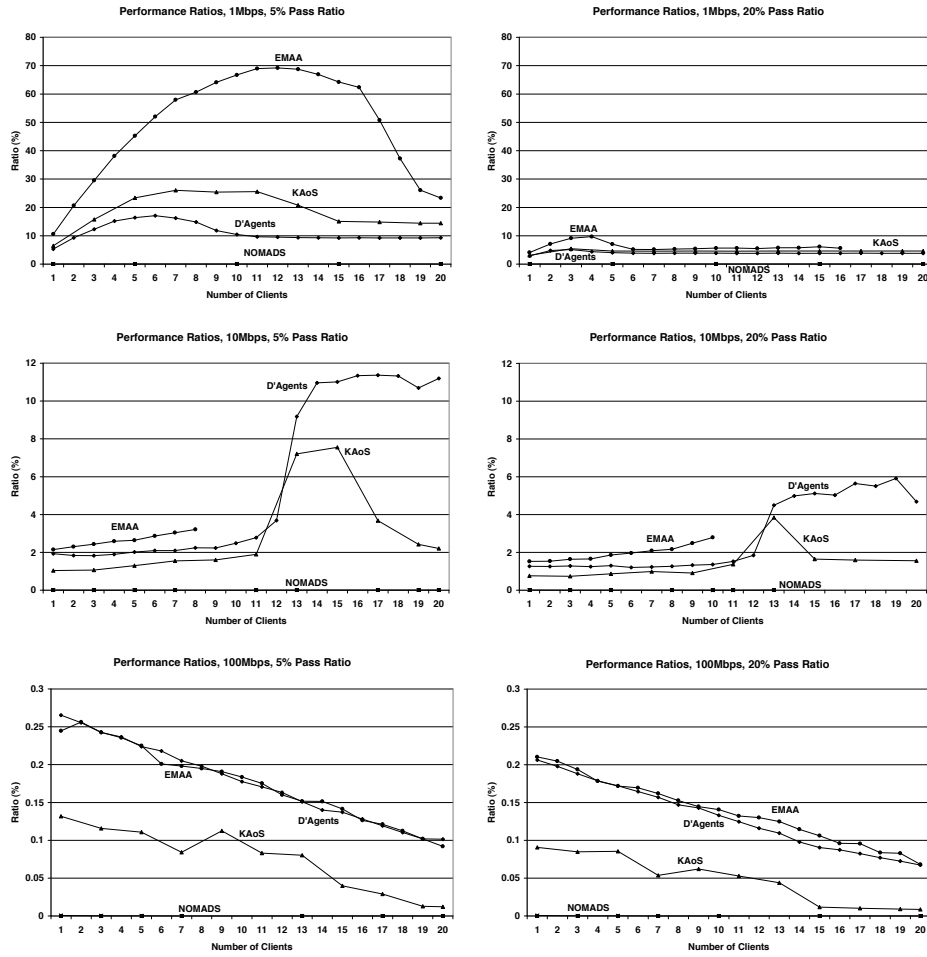 Performance Ratios, 1Mbps, 5% Pass Ratio
80
70
60
50
40
30
20
10
0
Ratio (%)
EMAA
KAoS
D'Agents
NOMADS
1 2 3 4 5 6 7 8 9 10 11 12 13 14 15 16 17 18 19 20
Number of Clients
Performance Ratios, 1Mbps, 20% Pass Ratio
80
70
60
50
40
30
20
10
0
Ratio (%)
EMAA
KAoS
D'Agents
NOMADS
1 2 3 4 5 6 7 8 9 10 11 12 13 14 15 16 17 18 19 20
Number of Clients
Performance Ratios, 10Mbps, 5% Pass Ratio
12
10
8
6
4
2
0
Ratio (%)
D'Agents
KAoS
EMAA
NOMADS
1 2 3 4 5 6 7 8 9 10 11 12 13 14 15 16 17 18 19 20
Number of Clients
Performance Ratios, 10Mbps, 20% Pass Ratio
12
10
8
6
4
2
0
Ratio (%)
D'Agents
EMAA
KAoS
NOMADS
1 2 3 4 5 6 7 8 9 10 11 12 13 14 15 16 17 18 19 20
Number of Clients
Performance Ratios, 100Mbps, 5% Pass Ratio
0.3
0.25
0.2
0.15
0.1
0.05
0
Ratio (%)
EMAA
D'Agents
KAoS
NOMADS
1 2 3 4 5 6 7 8 9 10 11 12 13 14 15 16 17 18 19 20
Number of Clients
Performance Ratios, 100Mbps, 20% Pass Ratio
0.3
0.25
0.2
0.15
0.1
0.05
0
Ratio (%)
EMAA
D'Agents
KAoS
NOMADS
1 2 3 4 5 6 7 8 9 10 11 12 13 14 15 16 17 18 19 20
Number of Clients